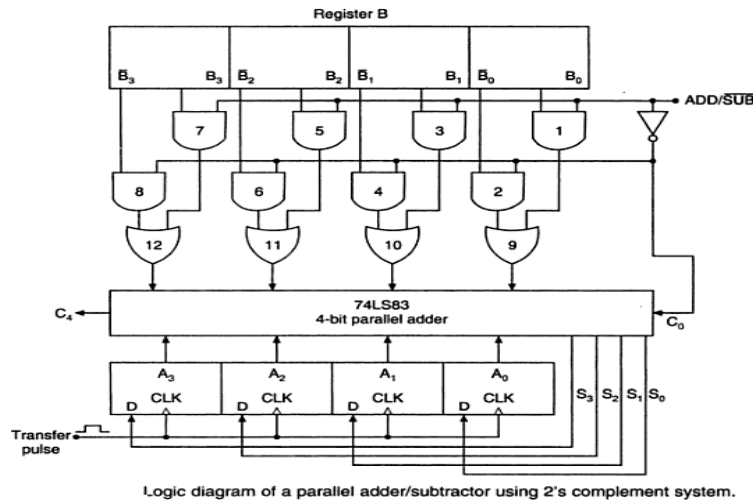 Register B
B̅₃ B₃ B̅₂ B₂ B̅₁ B₁ B̅₀ B₀
ADD/S̅U̅B̅
7 5 3 1
8 6 4 2
12 11 10 9
74LS83
4-bit parallel adder
C₄
C₀
A₃ A₂ A₁ A₀
S₃ S₂ S₁ S₀
CLK CLK CLK CLK
D D D D
Transfer
pulse
Logic diagram of a parallel adder/subtractor using 2's complement system.